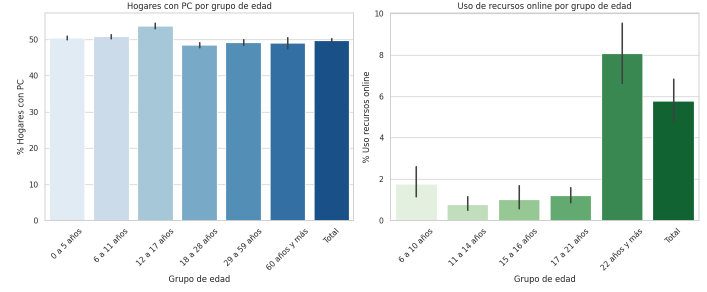 Hogares con PC por grupo de edad
% Hogares con PC
50
40
30
20
10
0
0 a 5 años
6 a 11 años
12 a 17 años
18 a 28 años
29 a 59 años
60 años y más
Total
Grupo de edad
Uso de recursos online por grupo de edad
% Uso recursos online
10
8
6
4
2
0
6 a 10 años
11 a 14 años
15 a 16 años
17 a 21 años
22 años y más
Total
Grupo de edad